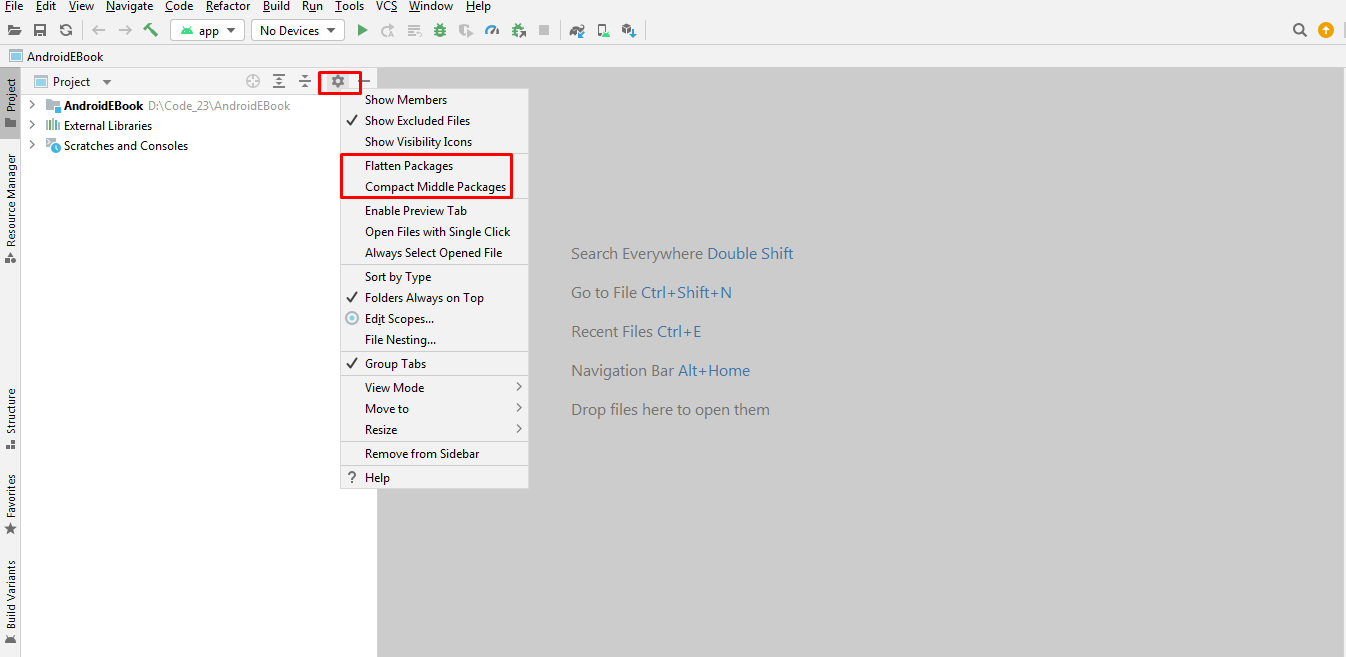 File Edit View Navigate Code Refactor Build Run Tools VCS Window Help
app No Devices
AndroidEBook
Project
AndroidEBook D:\Code_23\AndroidEBook
External Libraries
Scratches and Consoles
Show Members
Show Excluded Files
Show Visibility Icons
Flatten Packages
Compact Middle Packages
Enable Preview Tab
Open Files with Single Click
Always Select Opened File
Sort by Type
Folders Always on Top
Edit Scopes...
File Nesting...
Group Tabs
View Mode
Move to
Resize
Remove from Sidebar
? Help
Search Everywhere Double Shift
Go to File Ctrl+Shift+N
Recent Files Ctrl+E
Navigation Bar Alt+Home
Drop files here to open them
Project
Resource Manager
Structure
Favorites
Build Variants